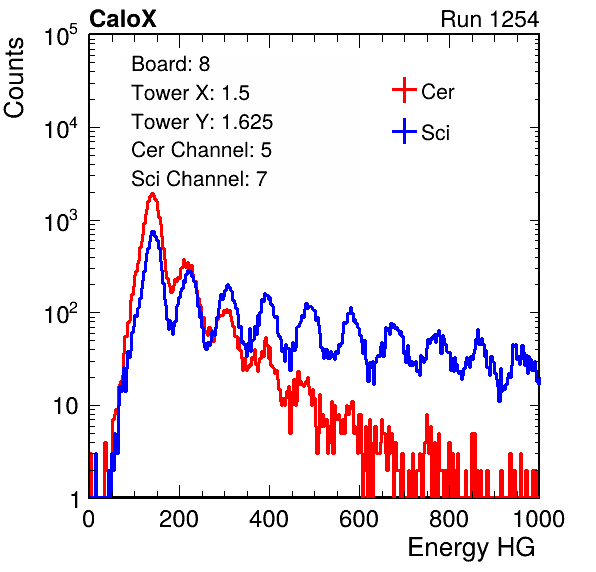 CaloX Run 1254
Counts
10^5
Board: 8
Tower X: 1.5
Tower Y: 1.625
Cer Channel: 5
Sci Channel: 7
Cer
Sci
10^4
10^3
10^2
10
1
0 200 400 600 800 1000
Energy HG